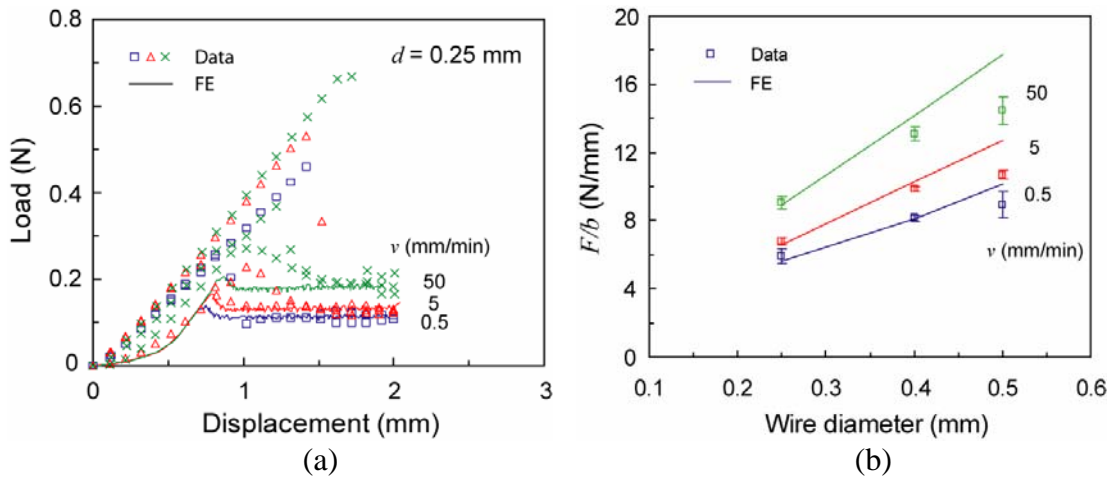 0.8
0.6
0.4
0.2
0
Load (N)
Data
FE
d = 0.25 mm
v (mm/min)
50
5
0.5
0 1 2 3
Displacement (mm)
(a)
20
16
12
8
4
0
F/b (N/mm)
Data
FE
50
5
0.5
v (mm/min)
0.1 0.2 0.3 0.4 0.5 0.6
Wire diameter (mm)
(b)